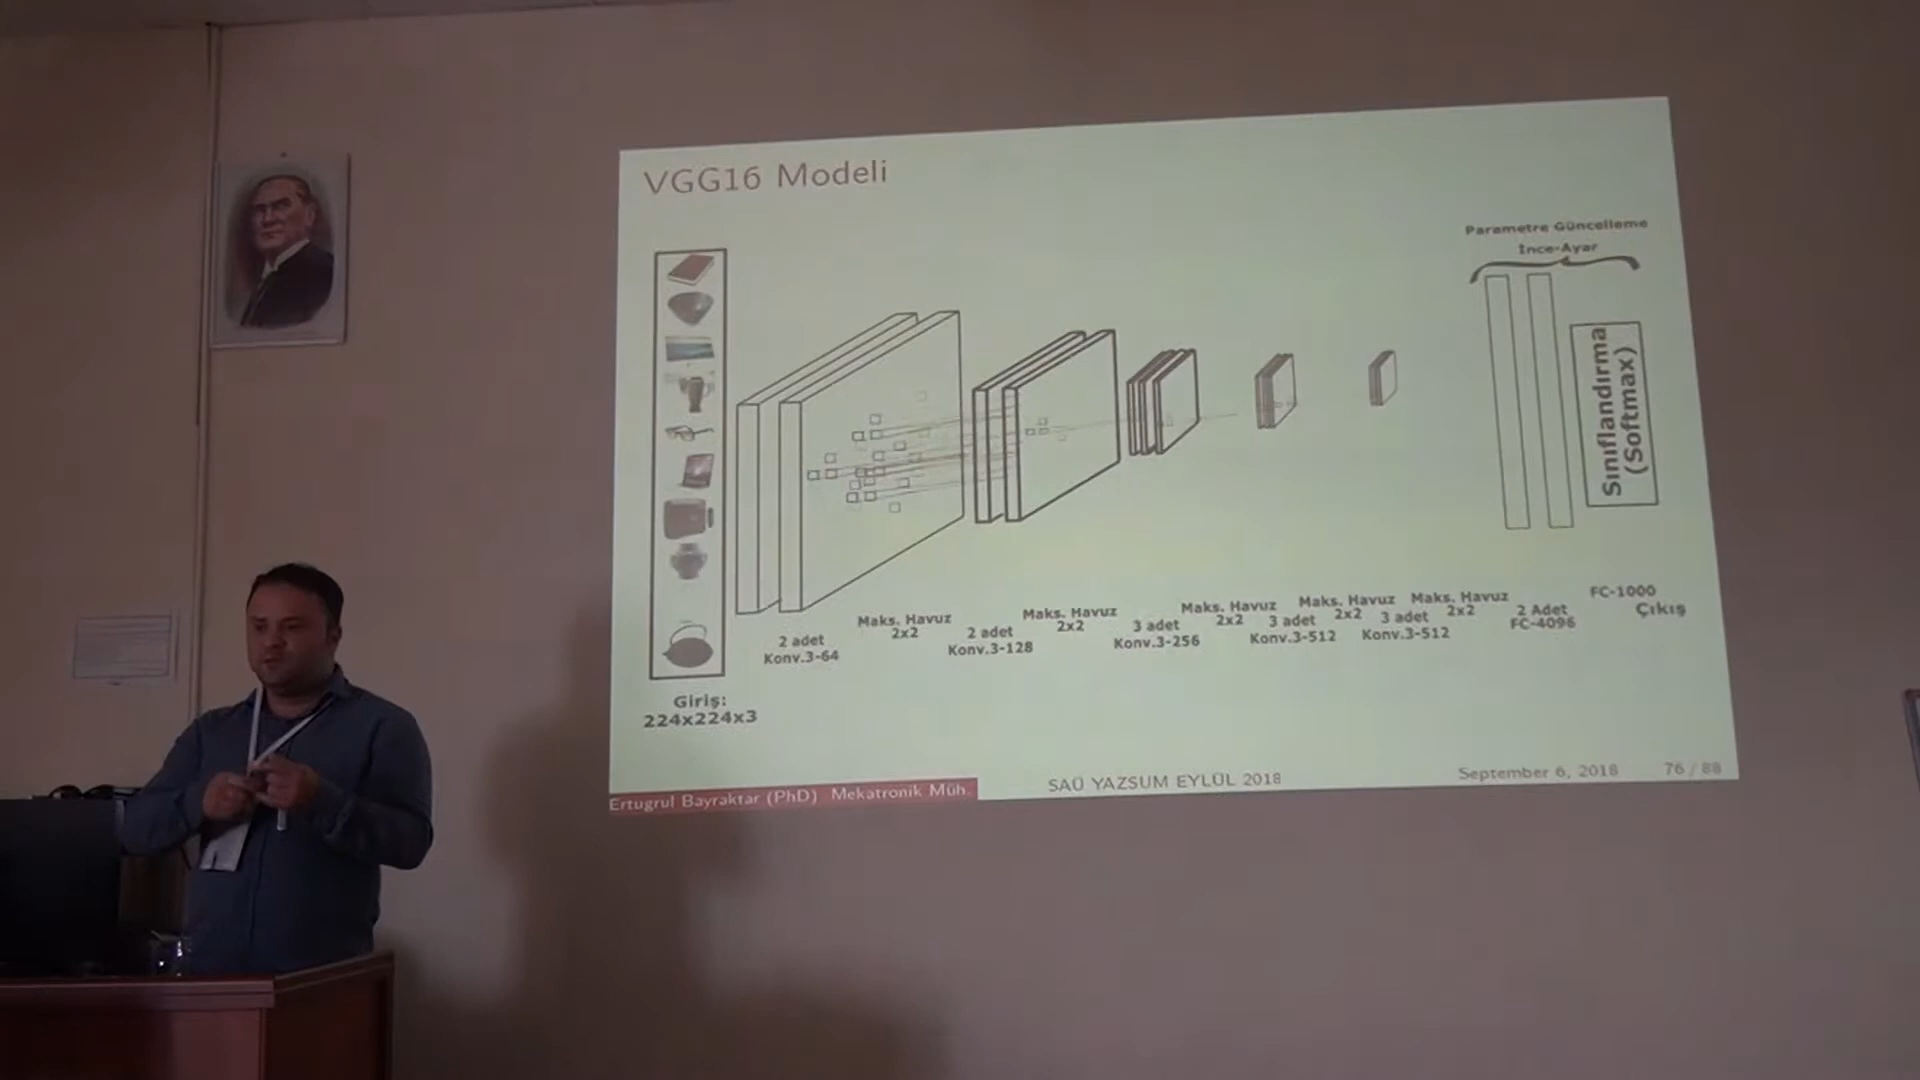 VGG16 Modeli
Parametre Güncelleme
İnce-Ayar
Sınıflandırma
(Softmax)
Maks. Havuz
2x2
2 adet
Konv.3-64
Maks. Havuz
2x2
2 adet
Konv.3-128
Maks. Havuz
2x2
3 adet
Konv.3-256
Maks. Havuz
2x2
3 adet
Konv.3-512
Maks. Havuz
2x2
3 adet
Konv.3-512
2 Adet
FC-4096
FC-1000
Çıkış
Giriş:
224x224x3
Ertugrul Bayraktar (PhD) Mekatronik Müh.
SAÜ YAZSUM EYLÜL 2018
September 6, 2018
76 / 88